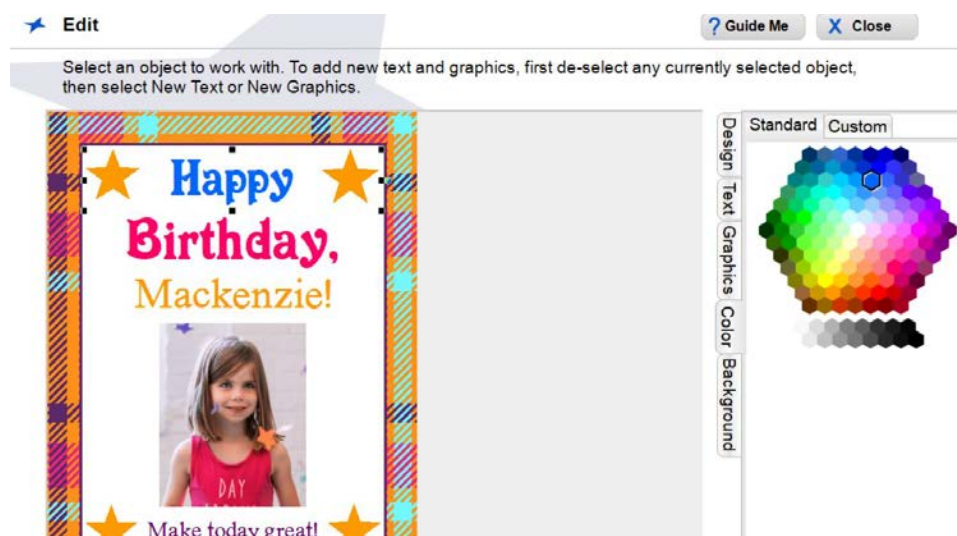 Edit
? Guide Me
X Close
Select an object to work with. To add new text and graphics, first de-select any currently selected object,
then select New Text or New Graphics.
Happy
Birthday,
Mackenzie!
DAY
Make today great!
Design
Text
Graphics
Color
Background
Standard
Custom